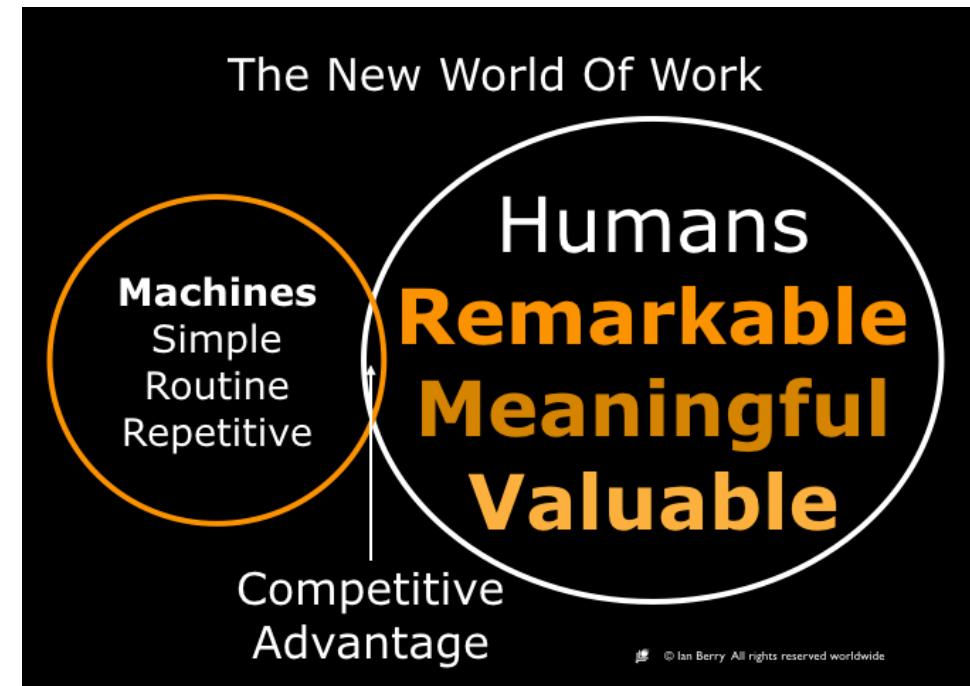 The New World Of Work
Machines
Simple
Routine
Repetitive
Humans
Remarkable
Meaningful
Valuable
Competitive
Advantage
© Ian Berry All rights reserved worldwide